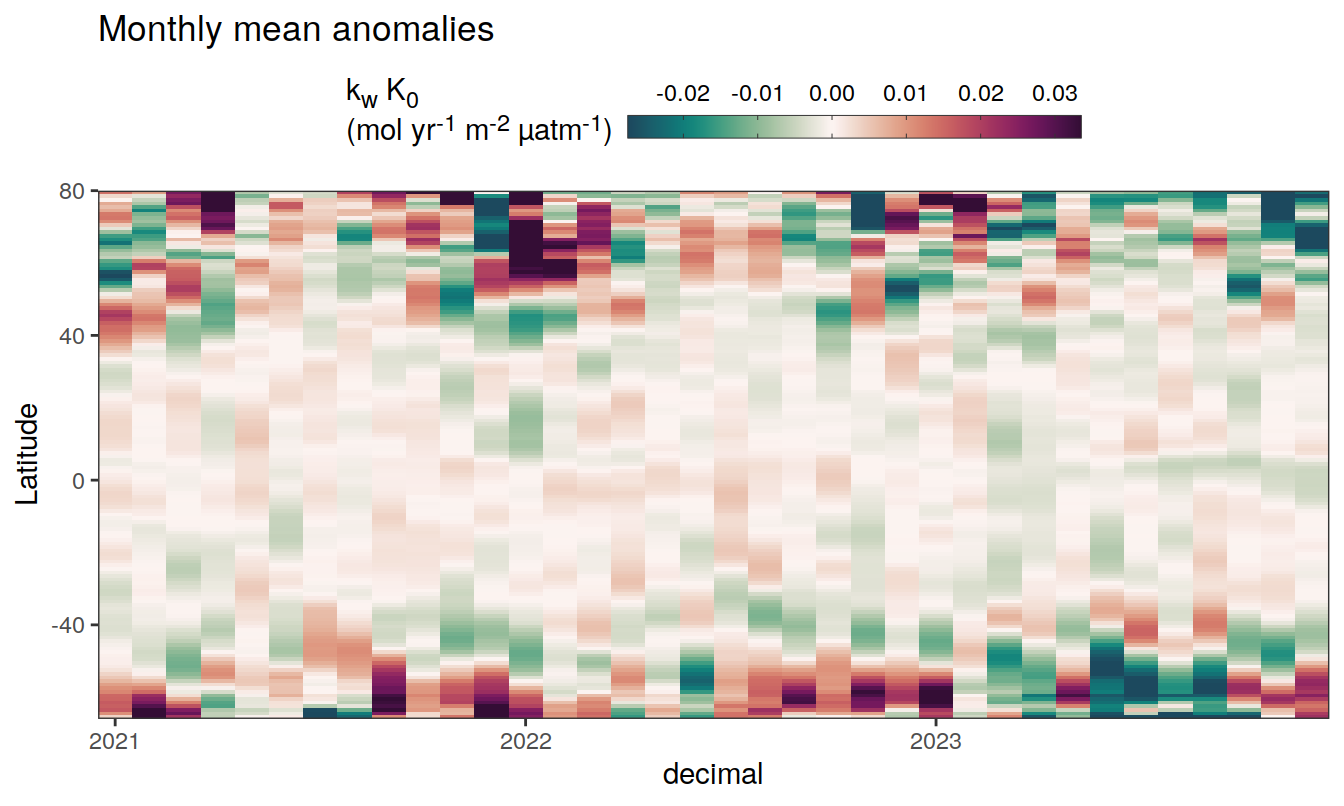 Monthly mean anomalies
k_w K_0
(mol yr⁻¹ m⁻² µatm⁻¹)
-0.02 -0.01 0.00 0.01 0.02 0.03
80
40
0
-40
Latitude
2021 2022 2023
decimal